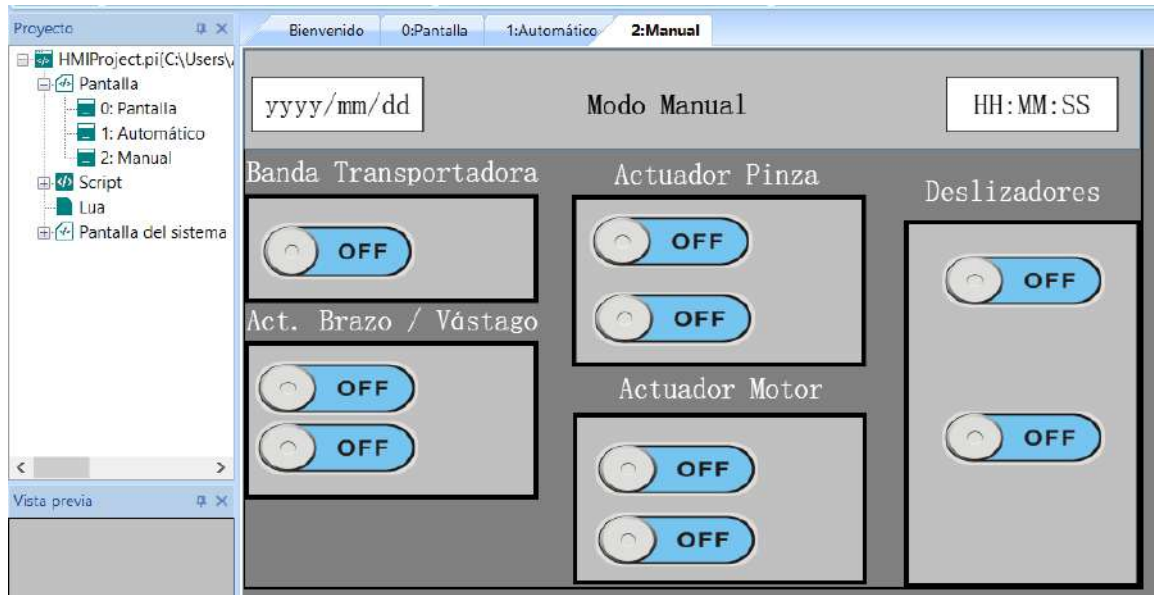 Proyecto
HMIProject.pi(C:\Users\
Pantalla
0: Pantalla
1: Automático
2: Manual
Script
Lua
Pantalla del sistema
Vista previa
Bienvenido
0:Pantalla
1:Automático
2:Manual
yyyy/mm/dd
Modo Manual
HH:MM:SS
Banda Transportadora
OFF
Act. Brazo / Vástago
OFF
OFF
Actuador Pinza
OFF
OFF
Actuador Motor
OFF
OFF
Deslizadores
OFF
OFF